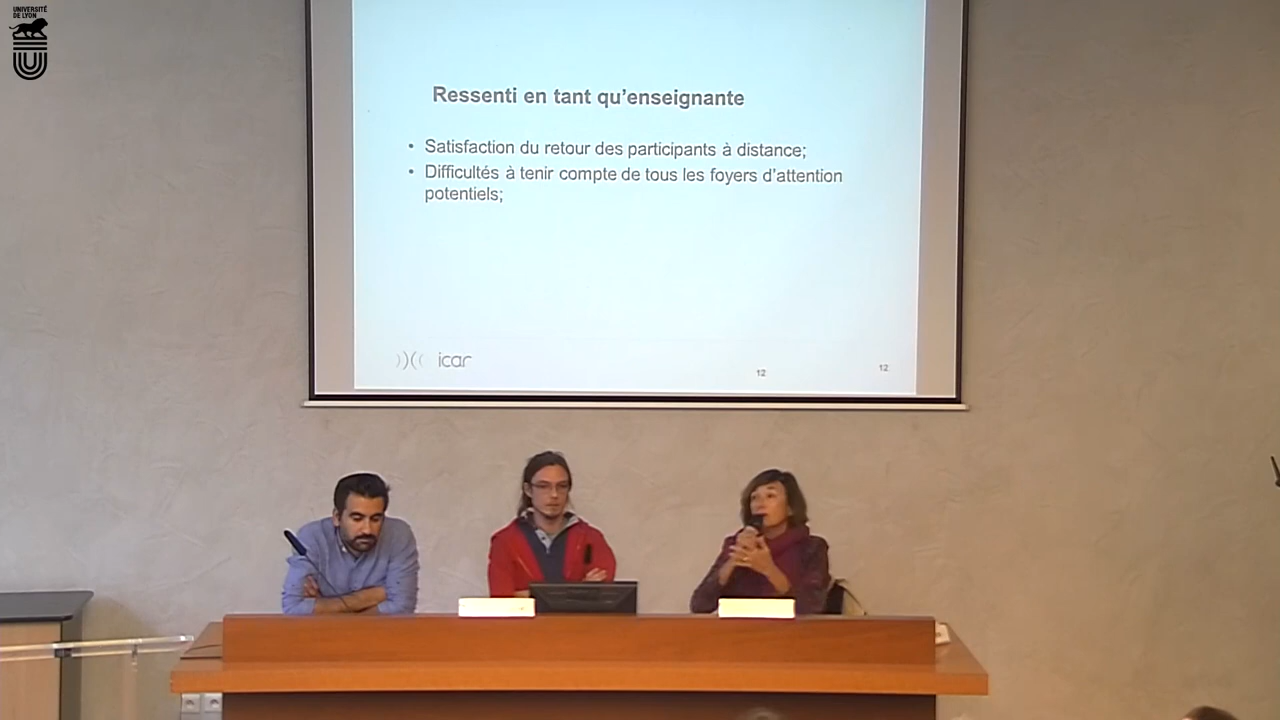 UNIVERSITÉ
DE LYON
Ressenti en tant qu'enseignante
• Satisfaction du retour des participants à distance;
• Difficultés à tenir compte de tous les foyers d'attention
potentiels;
icar
12
12